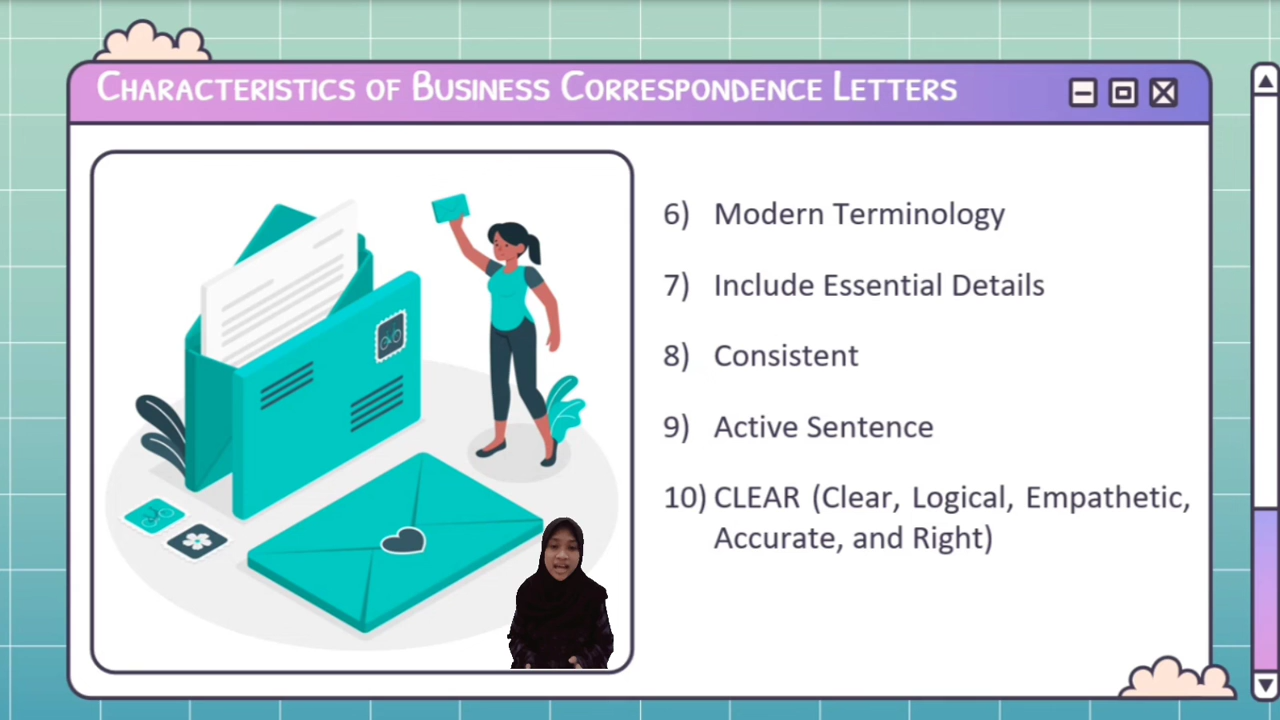 Characteristics of Business Correspondence Letters
6) Modern Terminology
7) Include Essential Details
8) Consistent
9) Active Sentence
10) CLEAR (Clear, Logical, Empathetic,
Accurate, and Right)